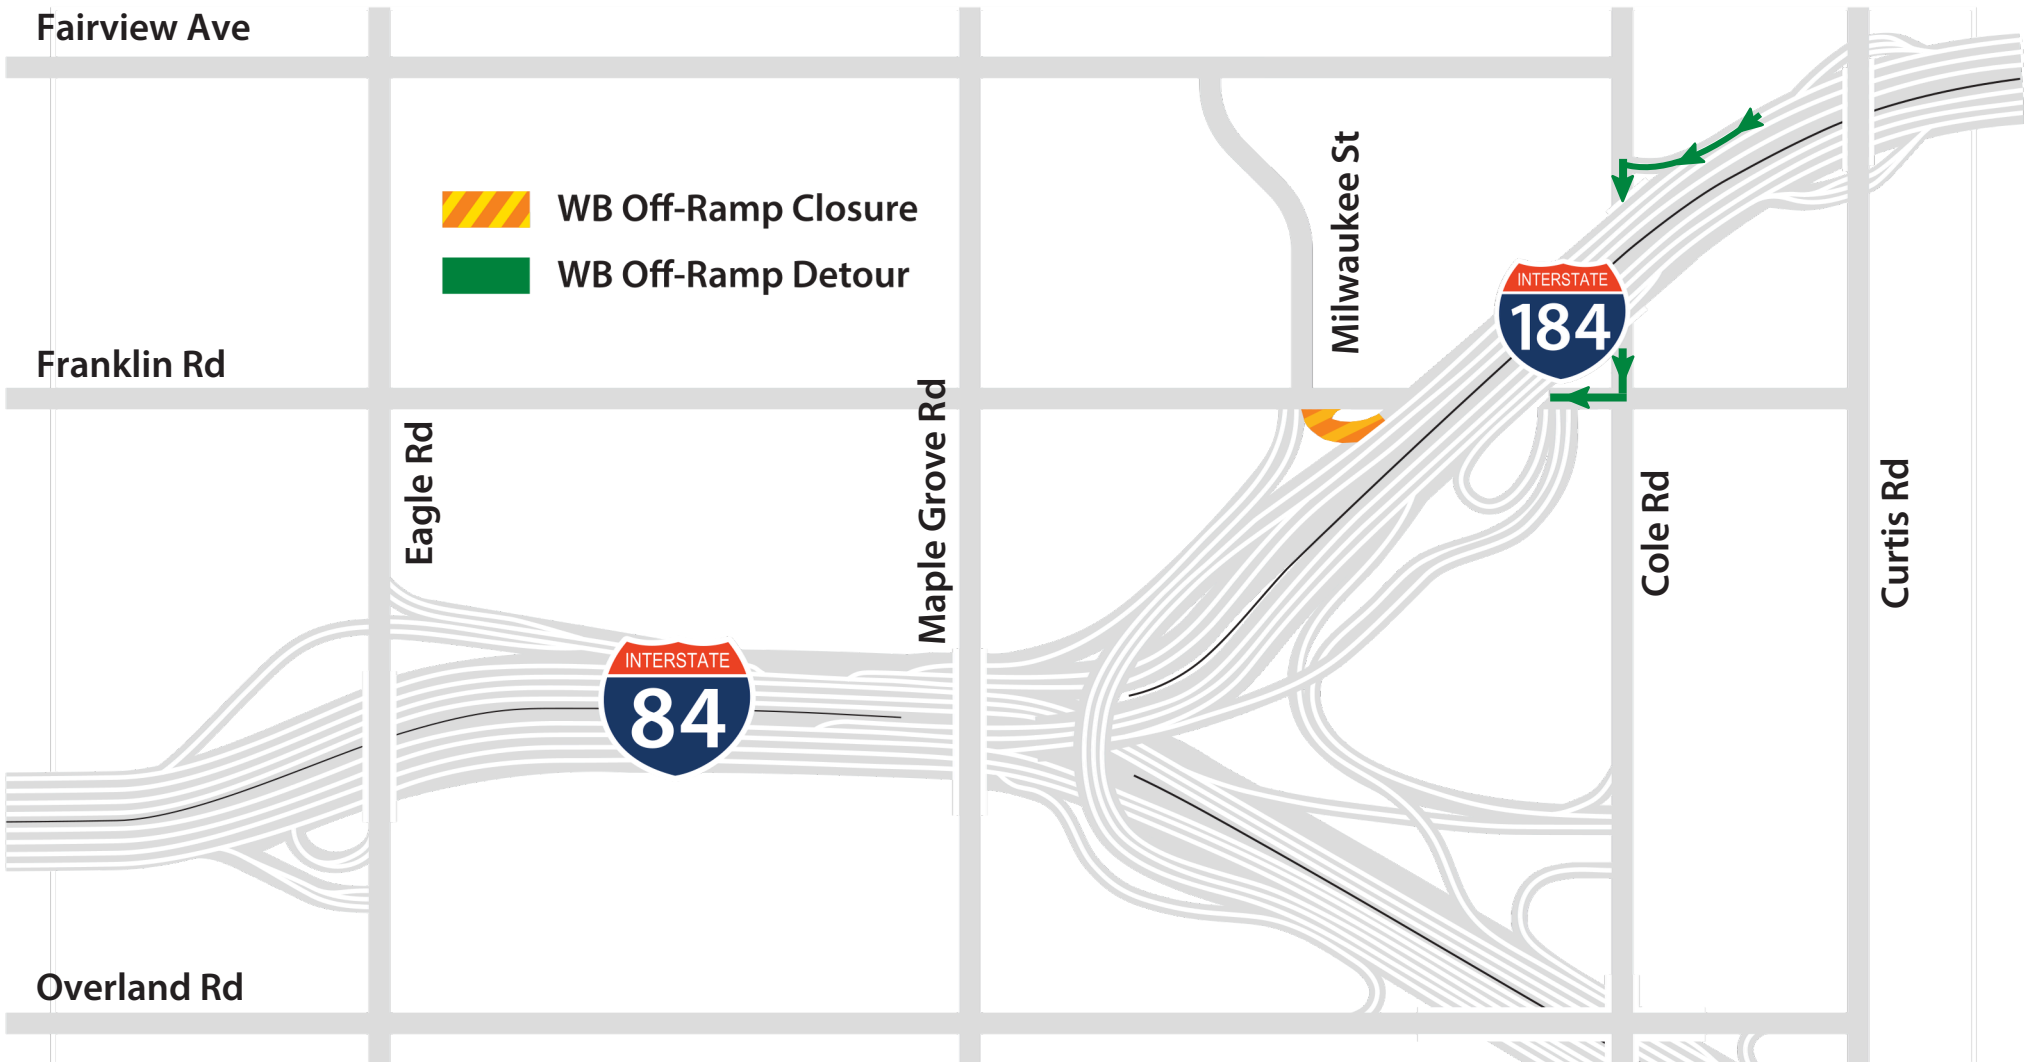 Fairview Ave
Milwaukee St
WB Off-Ramp Closure
WB Off-Ramp Detour
INTERSTATE
184
Franklin Rd
Eagle Rd
Maple Grove Rd
Cole Rd
Curtis Rd
INTERSTATE
84
Overland Rd